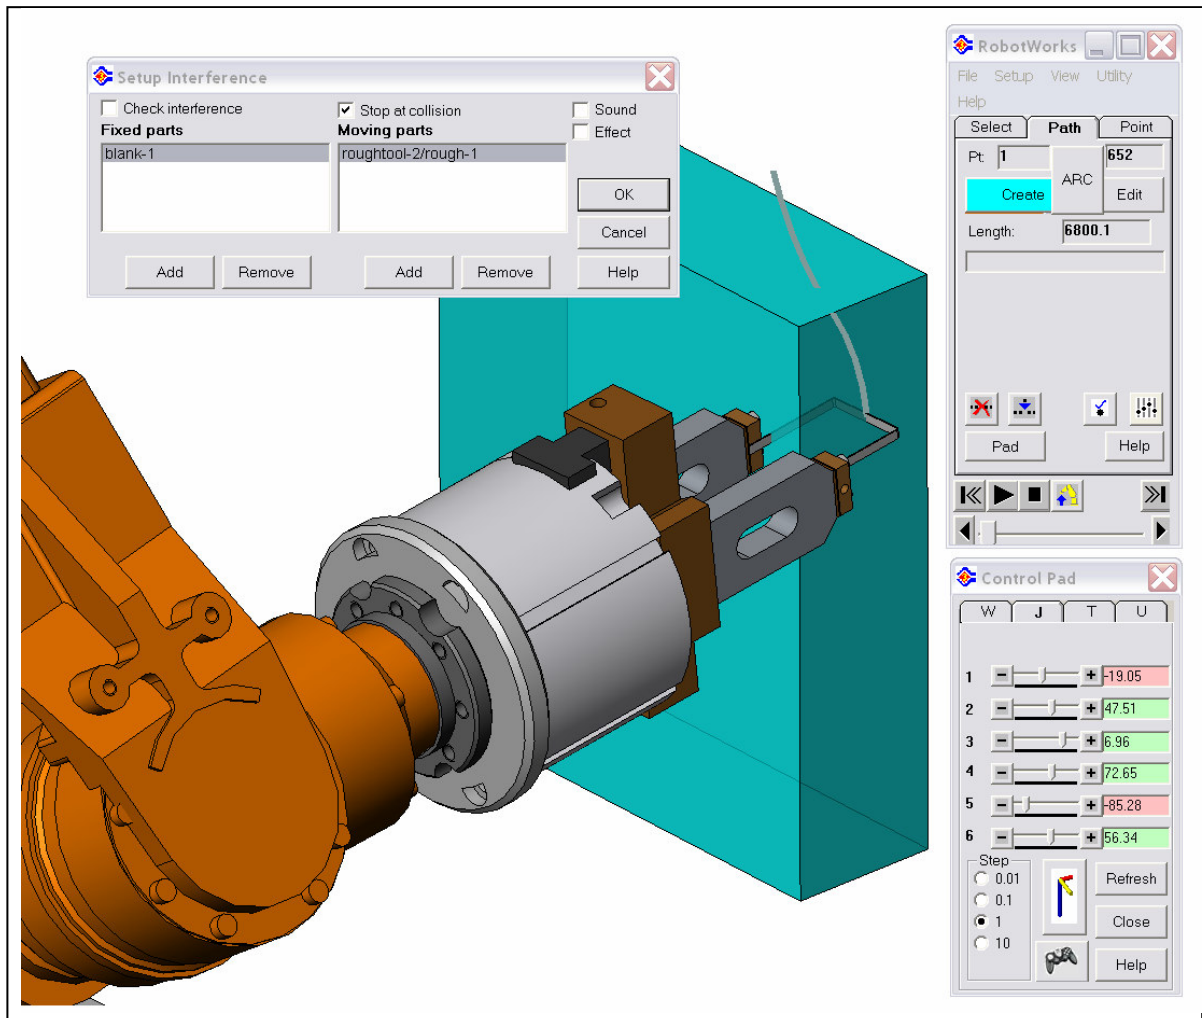 Setup Interference
Check interference
Stop at collision
Sound
Effect
Fixed parts
Moving parts
blank-1
roughtool-2/rough-1
OK
Cancel
Add Remove Add Remove Help
RobotWorks
File Setup View Utility
Help
Select Path Point
Pt: 1 ARC 652
Create Edit
Length: 6800.1
Pad Help
Control Pad
W J T U
1 - + -19.05
2 - + 47.51
3 - + 6.96
4 - + 72.65
5 - + -85.28
6 - + 56.34
Step
0.01
0.1
1
10
Refresh
Close
Help